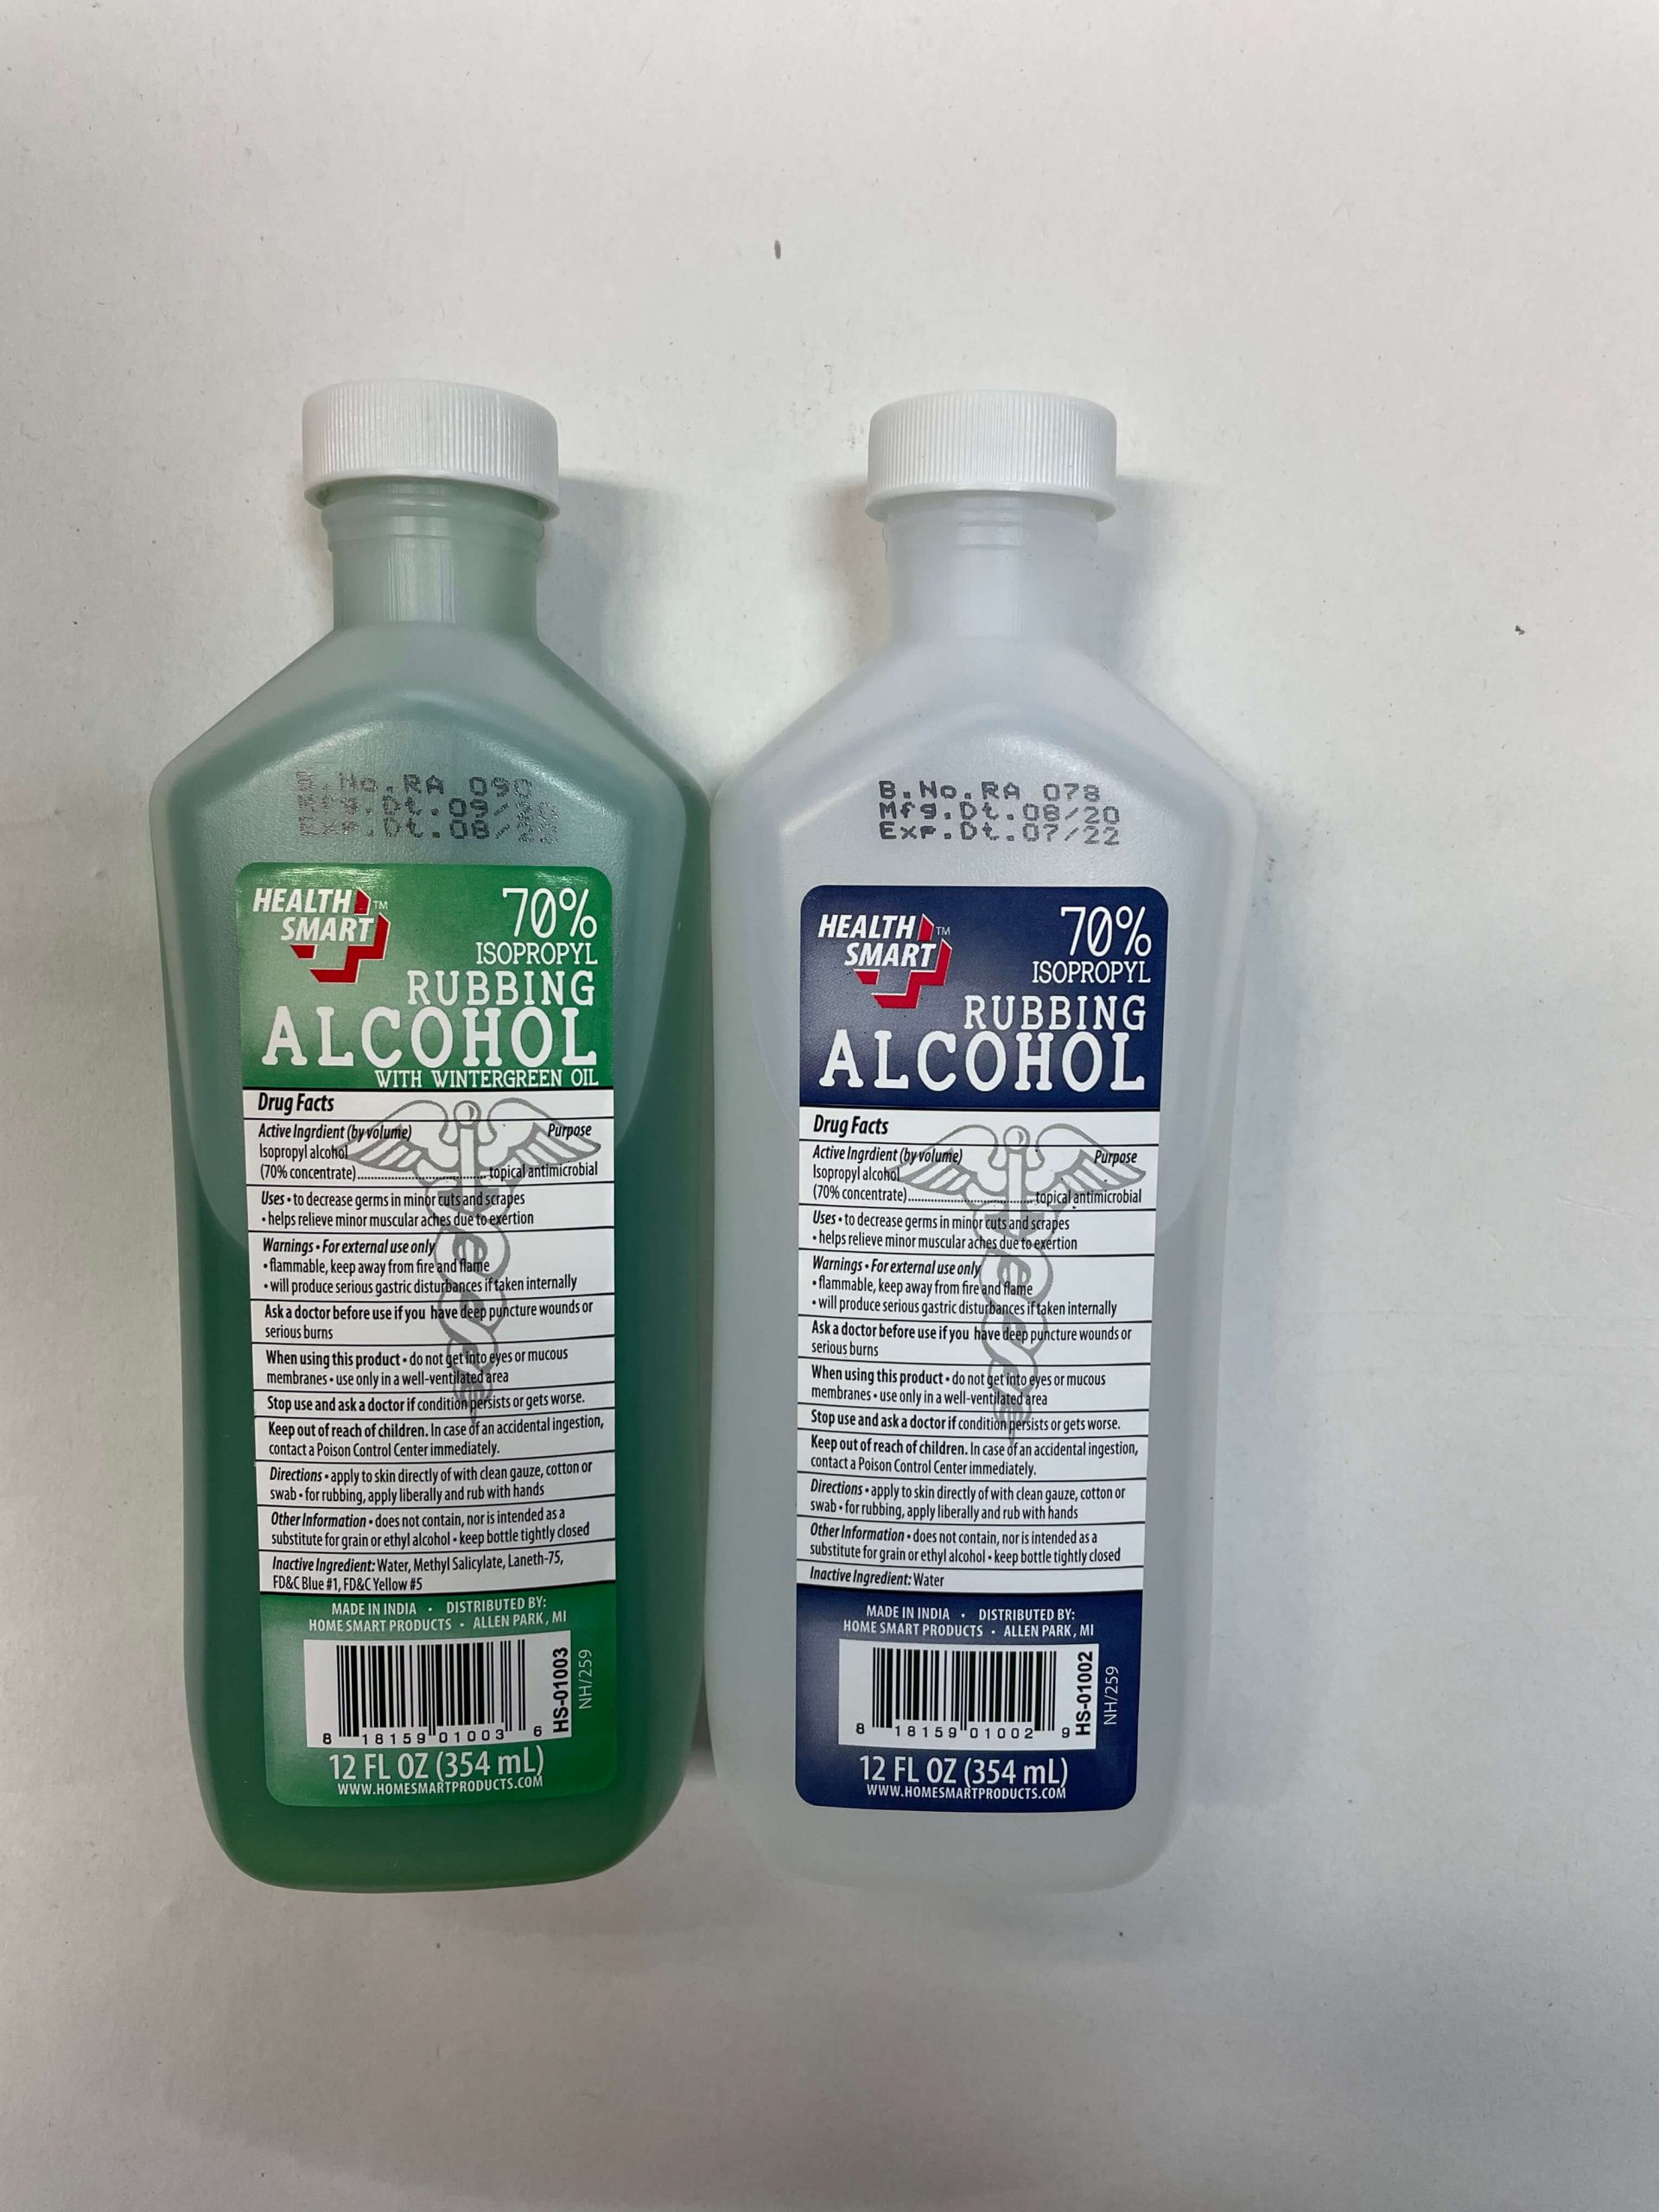 B.No.RA 090
Mfg.Dt.09/
Exp.Dt.08/
HEALTH™
SMART
70%
ISOPROPYL
RUBBING
ALCOHOL
WITH WINTERGREEN OIL
Drug Facts
Active Ingrdient (by volume) Purpose
Isopropyl alcohol
(70% concentrate)..............................topical antimicrobial
Uses • to decrease germs in minor cuts and scrapes
• helps relieve minor muscular aches due to exertion
Warnings • For external use only
• flammable, keep away from fire and flame
• will produce serious gastric disturbances if taken internally
Ask a doctor before use if you have deep puncture wounds or
serious burns
When using this product • do not get into eyes or mucous
membranes • use only in a well-ventilated area
Stop use and ask a doctor if condition persists or gets worse.
Keep out of reach of children. In case of an accidental ingestion,
contact a Poison Control Center immediately.
Directions • apply to skin directly of with clean gauze, cotton or
swab • for rubbing, apply liberally and rub with hands
Other Information • does not contain, nor is intended as a
substitute for grain or ethyl alcohol • keep bottle tightly closed
Inactive Ingredient: Water, Methyl Salicylate, Laneth-75,
FD&C Blue #1, FD&C Yellow #5
MADE IN INDIA • DISTRIBUTED BY:
HOME SMART PRODUCTS • ALLEN PARK, MI
8 18159 01003 6
HS-01003
NH/259
12 FL OZ (354 mL)
WWW.HOMESMARTPRODUCTS.COM
B.No.RA 078
Mfg.Dt.08/20
Exp.Dt.07/22
HEALTH™
SMART
70%
ISOPROPYL
RUBBING
ALCOHOL
Drug Facts
Active Ingrdient (by volume) Purpose
Isopropyl alcohol
(70% concentrate)..............................topical antimicrobial
Uses • to decrease germs in minor cuts and scrapes
• helps relieve minor muscular aches due to exertion
Warnings • For external use only
• flammable, keep away from fire and flame
• will produce serious gastric disturbances if taken internally
Ask a doctor before use if you have deep puncture wounds or
serious burns
When using this product • do not get into eyes or mucous
membranes • use only in a well-ventilated area
Stop use and ask a doctor if condition persists or gets worse.
Keep out of reach of children. In case of an accidental ingestion,
contact a Poison Control Center immediately.
Directions • apply to skin directly of with clean gauze, cotton or
swab • for rubbing, apply liberally and rub with hands
Other Information • does not contain, nor is intended as a
substitute for grain or ethyl alcohol • keep bottle tightly closed
Inactive Ingredient: Water
MADE IN INDIA • DISTRIBUTED BY:
HOME SMART PRODUCTS • ALLEN PARK, MI
8 18159 01002 9
HS-01002
NH/259
12 FL OZ (354 mL)
WWW.HOMESMARTPRODUCTS.COM